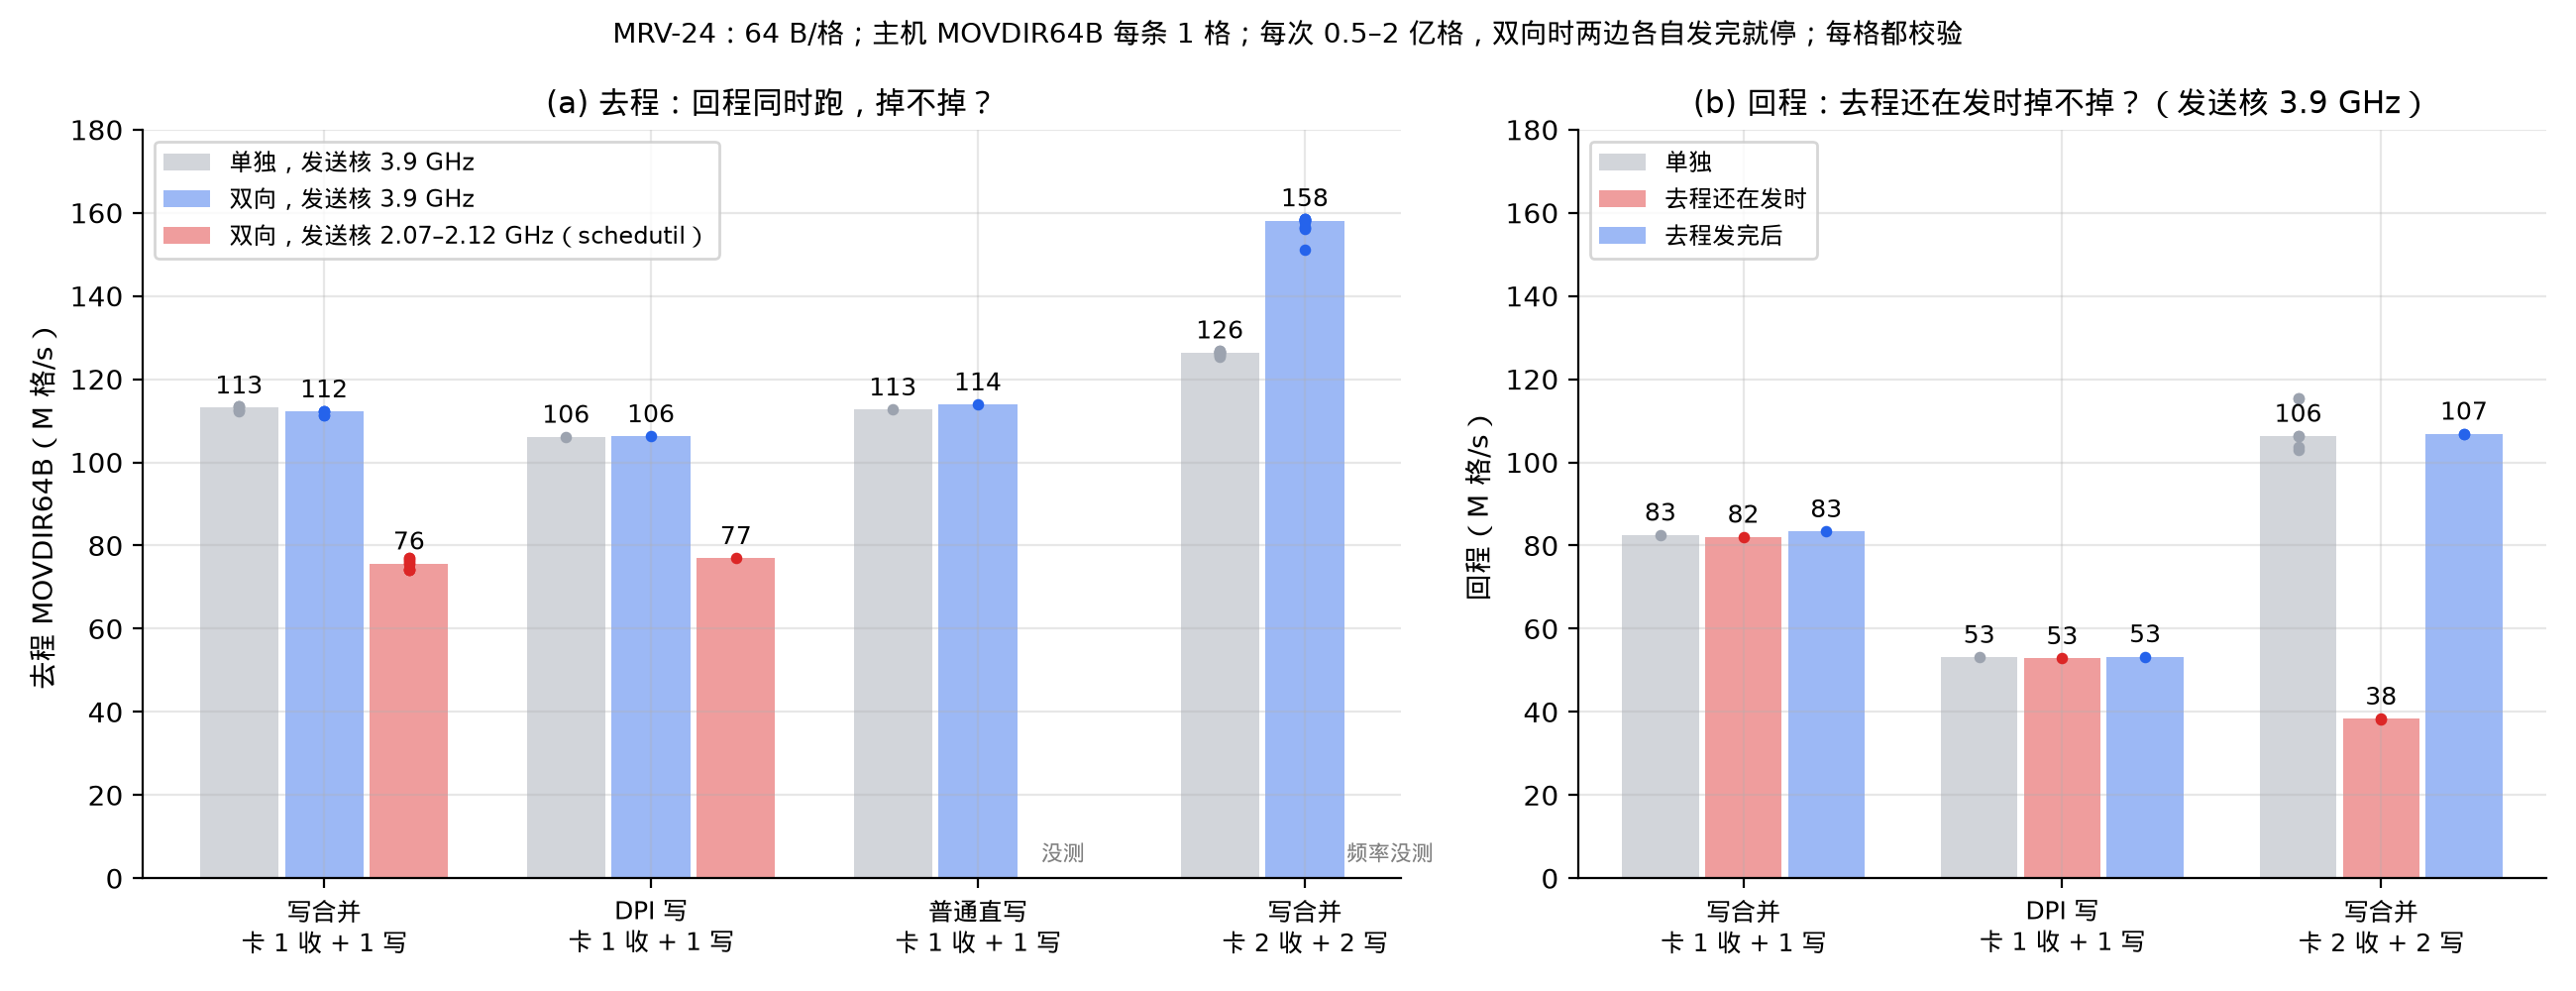 MRV-24：64 B/格；主机 MOVDIR64B 每条 1 格；每次 0.5–2 亿格，双向时两边各自发完就停；每格都校验
(a) 去程：回程同时跑，掉不掉？
去程 MOVDIR64B（M 格/s）
180
160
140
120
100
80
60
40
20
0
单独，发送核 3.9 GHz
双向，发送核 3.9 GHz
双向，发送核 2.07–2.12 GHz（schedutil）
113
112
76
106
106
77
113
114
没测
126
158
频率没测
写合并
卡 1 收 + 1 写
DPI 写
卡 1 收 + 1 写
普通直写
卡 1 收 + 1 写
写合并
卡 2 收 + 2 写
(b) 回程：去程还在发时掉不掉？（发送核 3.9 GHz）
回程（M 格/s）
180
160
140
120
100
80
60
40
20
0
单独
去程还在发时
去程发完后
83
82
83
53
53
53
106
38
107
写合并
卡 1 收 + 1 写
DPI 写
卡 1 收 + 1 写
写合并
卡 2 收 + 2 写